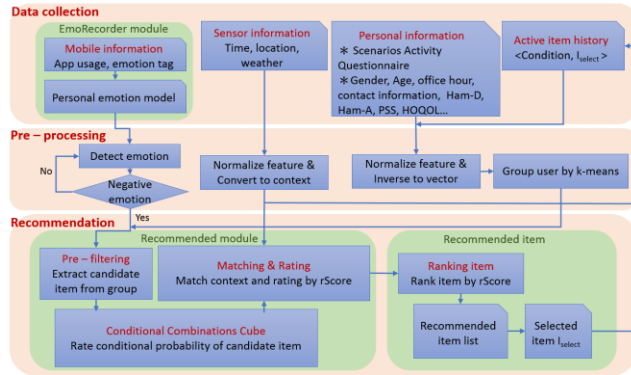 Data collection
EmoRecorder module
Mobile information
App usage, emotion tag
Personal emotion model
Sensor information
Time, location,
weather
Personal information
＊ Scenarios Activity
Questionnaire
＊Gender, Age, office hour,
contact information, Ham-D,
Ham-A, PSS, HOQOL...
Active item history
<Condition, Iselect >
Pre – processing
Detect emotion
No
Negative
emotion
Yes
Normalize feature &
Convert to context
Normalize feature &
Inverse to vector
Group user by k-means
Recommendation
Recommended module
Pre – filtering
Extract candidate
item from group
Matching & Rating
Match context and rating by rScore
Conditional Combinations Cube
Rate conditional probability of candidate item
Recommended item
Ranking item
Rank item by rScore
Recommended
item list
Selected
item Iselect